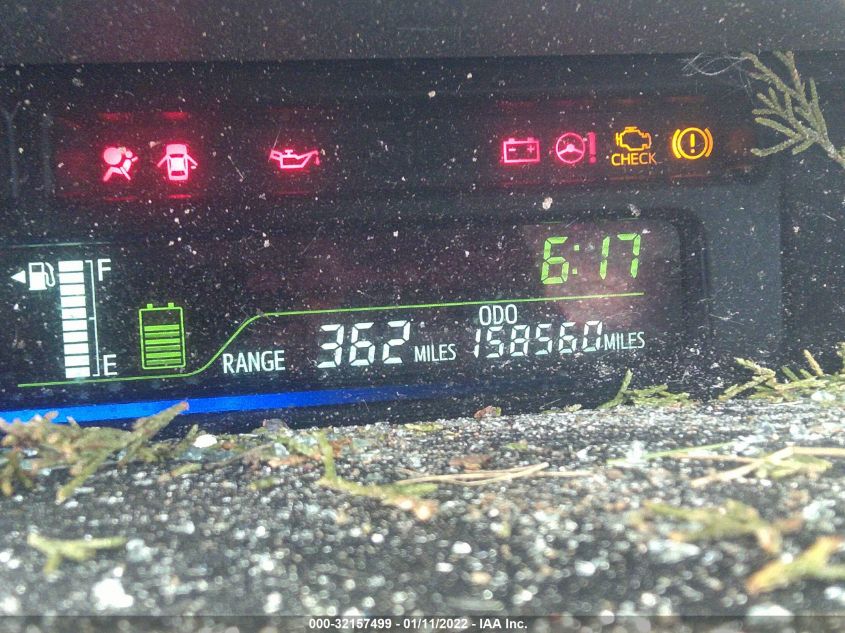 CHECK
6:17
F
E
ODO
RANGE 362 MILES 158560 MILES
000-32157499 - 01/11/2022 - IAA Inc.